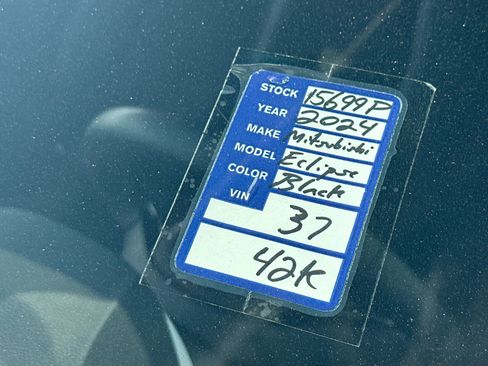 STOCK 15699P
YEAR 2024
MAKE Mitsubishi
MODEL Eclipse
COLOR Black
VIN
37
42k